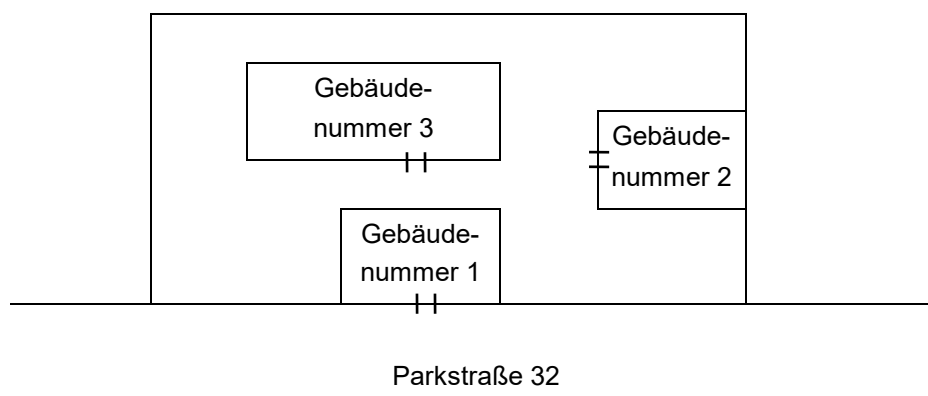 Gebäude-
nummer 3
Gebäude-
nummer 2
Gebäude-
nummer 1
Parkstraße 32